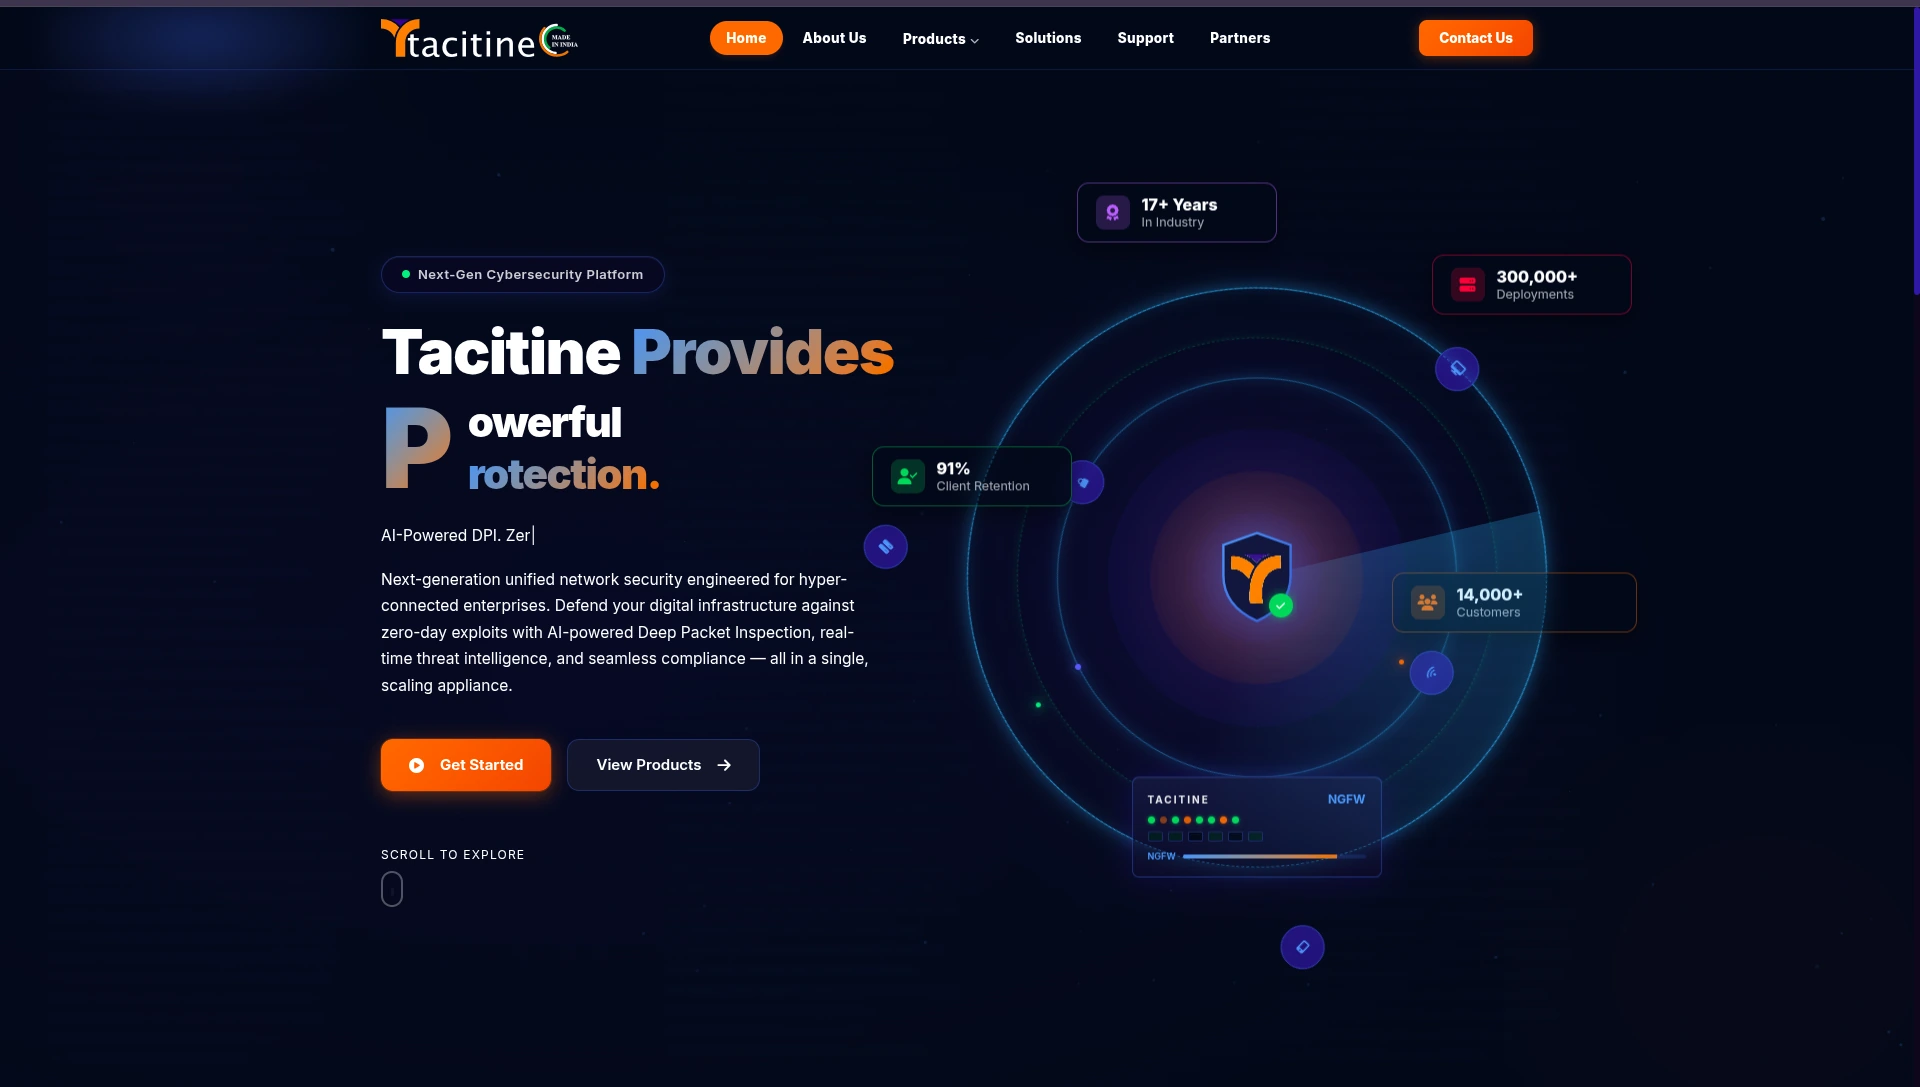 tacitine
MADE
IN INDIA
Home
About Us
Products
Solutions
Support
Partners
Contact Us
17+ Years
In Industry
300,000+
Deployments
Next-Gen Cybersecurity Platform
Tacitine Provides
P
owerful
rotection.
91%
Client Retention
AI-Powered DPI. Zer
Next-generation unified network security engineered for hyper-
connected enterprises. Defend your digital infrastructure against
zero-day exploits with AI-powered Deep Packet Inspection, real-
time threat intelligence, and seamless compliance — all in a single,
scaling appliance.
14,000+
Customers
Get Started
View Products
TACITINE
NGFW
NGFW
SCROLL TO EXPLORE